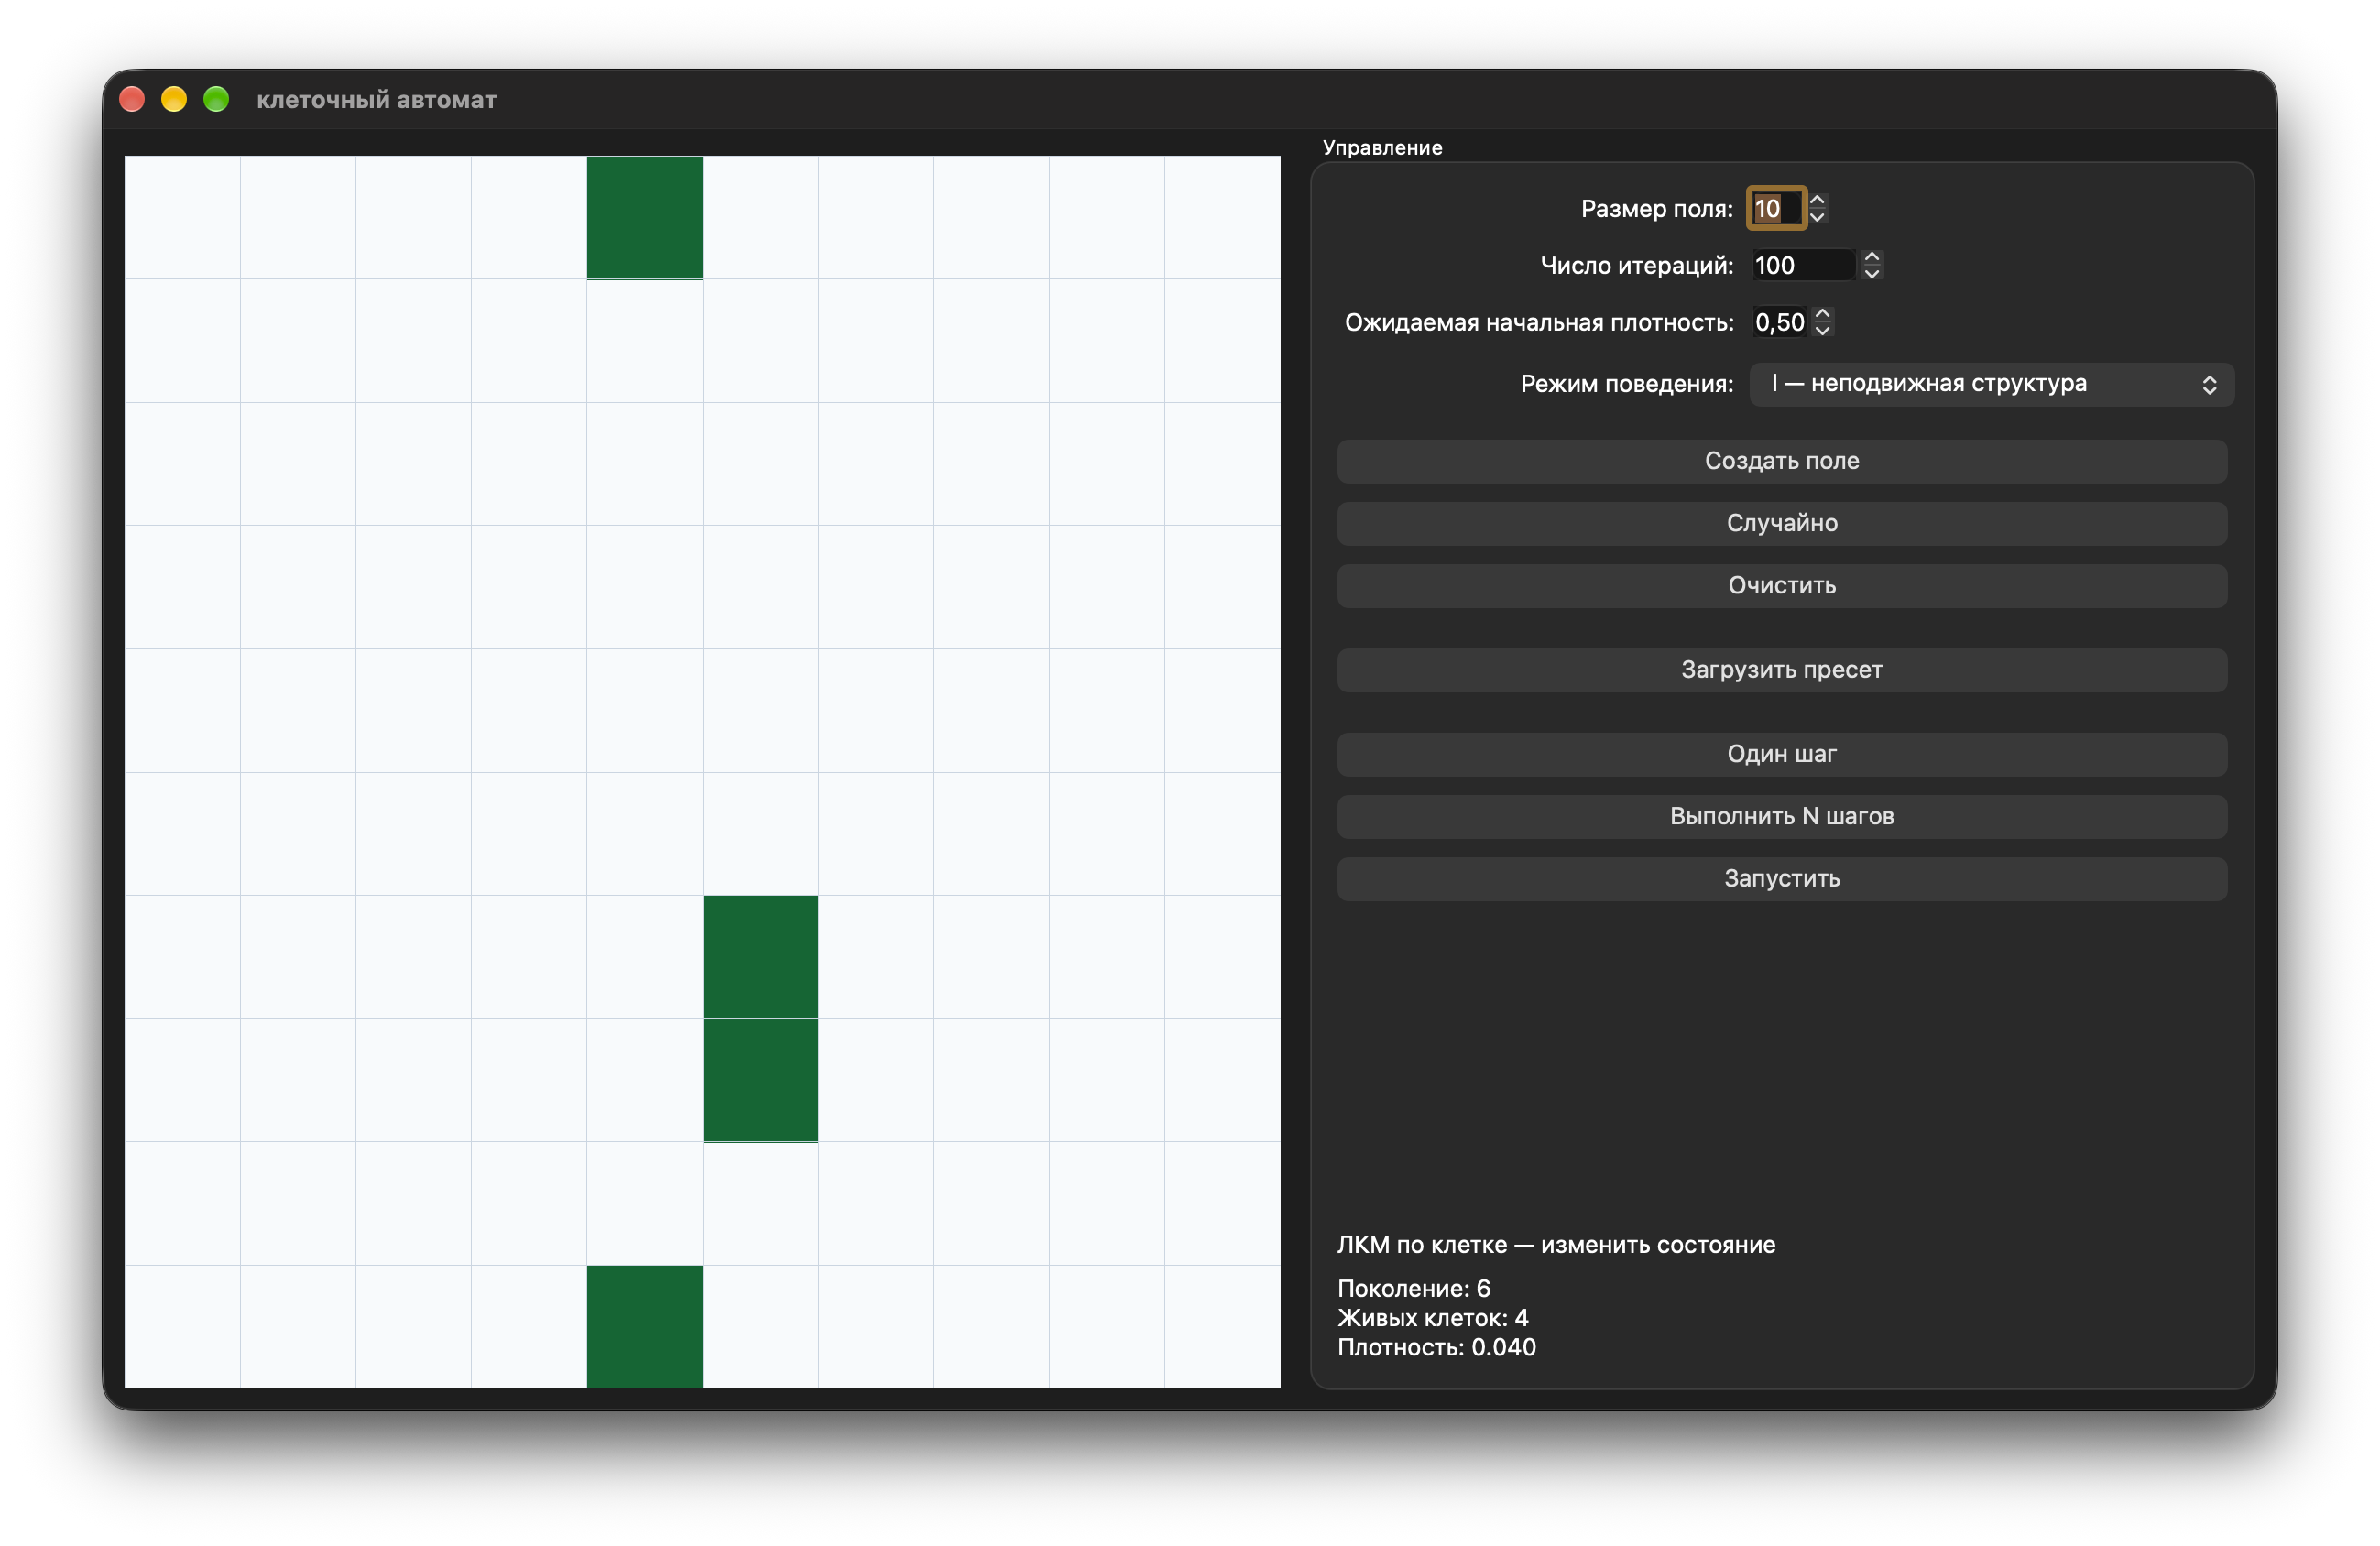 клеточный автомат
Управление
Размер поля: 10
Число итераций: 100
Ожидаемая начальная плотность: 0,50
Режим поведения: I — неподвижная структура
Создать поле
Случайно
Очистить
Загрузить пресет
Один шаг
Выполнить N шагов
Запустить
ЛКМ по клетке — изменить состояние
Поколение: 6
Живых клеток: 4
Плотность: 0.040